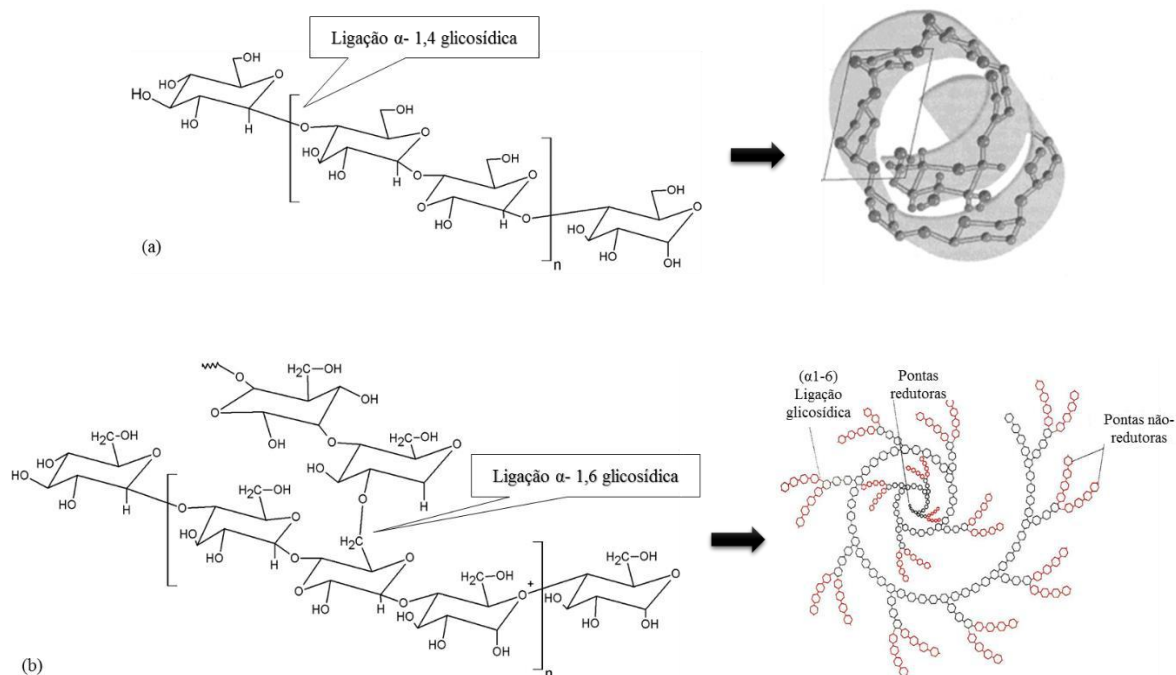 Ligação α- 1,4 glicosídica
OH
HO
HO
O
OH
H
O
OH
O
HO
OH
H
O
OH
O
O
OH
H
O
OH
O
HO
HO
OH
n
(a)
O
H₂C–OH
O
OH
OH
O
H₂C–OH
O
HO
H
O
Ligação α- 1,6 glicosídica
H₂C–OH
HO
HO
HO
O
OH
H
O
H₂C–OH
O
HO
OH
H
O
H₂C
O
O
OH
H
O
H₂C–OH
O
+
HO
HO
OH
H₂C–OH
O
HO
HO
OH
n
(b)
(α1-6)
Ligação
glicosídica
Pontas
redutoras
Pontas não-
redutoras